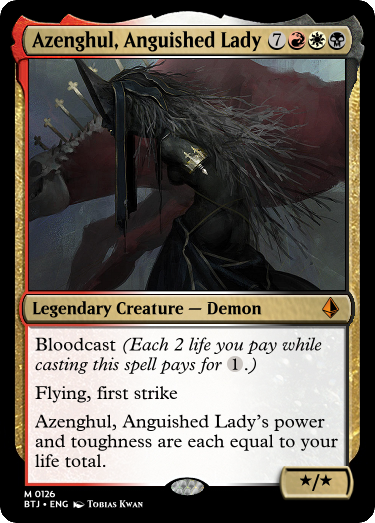 Azenghul, Anguished Lady 7
Legendary Creature — Demon
Bloodcast (Each 2 life you pay while
casting this spell pays for 1.)
Flying, first strike
Azenghul, Anguished Lady's power
and toughness are each equal to your
life total.
★/★
M 0126
BTJ • ENG Tobias Kwan